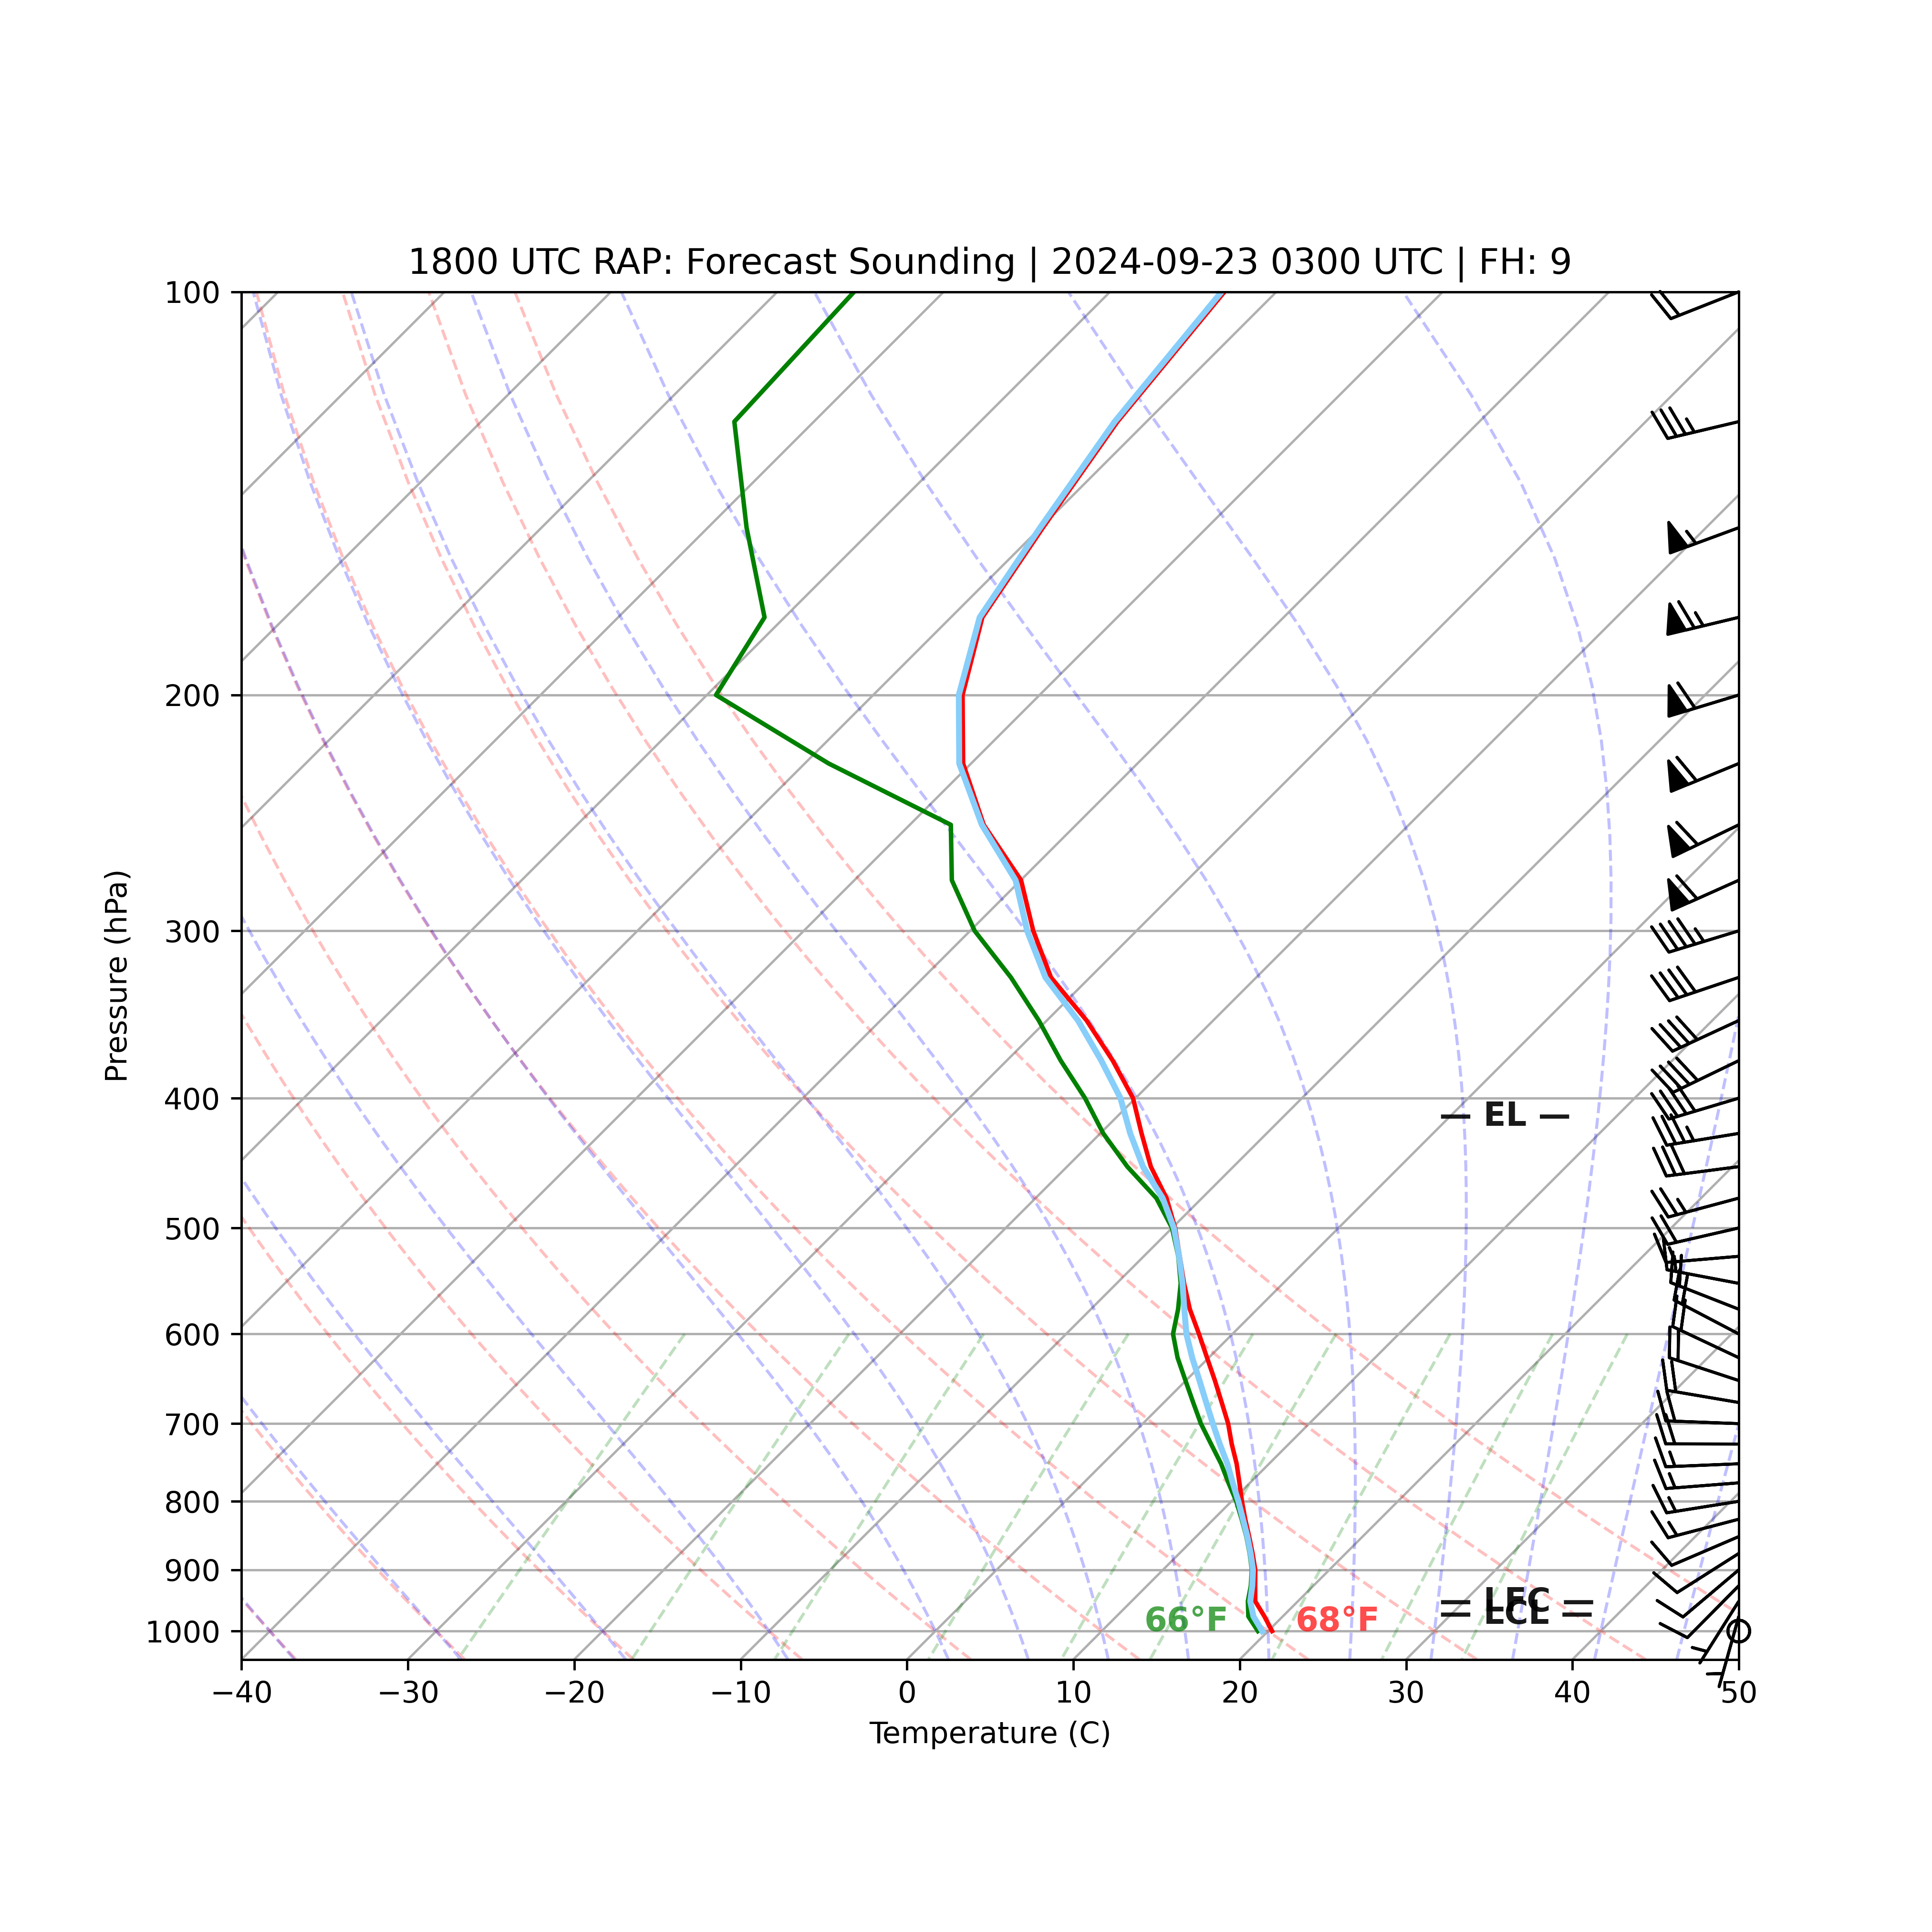 1800 UTC RAP: Forecast Sounding | 2024-09-23 0300 UTC | FH: 9
100
200
300
— EL —
400
500
600
700
800
900
— LFC —
— LCL —
66°F 68°F
1000
−40 −30 −20 −10 0 10 20 30 40 50
Temperature (C)
Pressure (hPa)